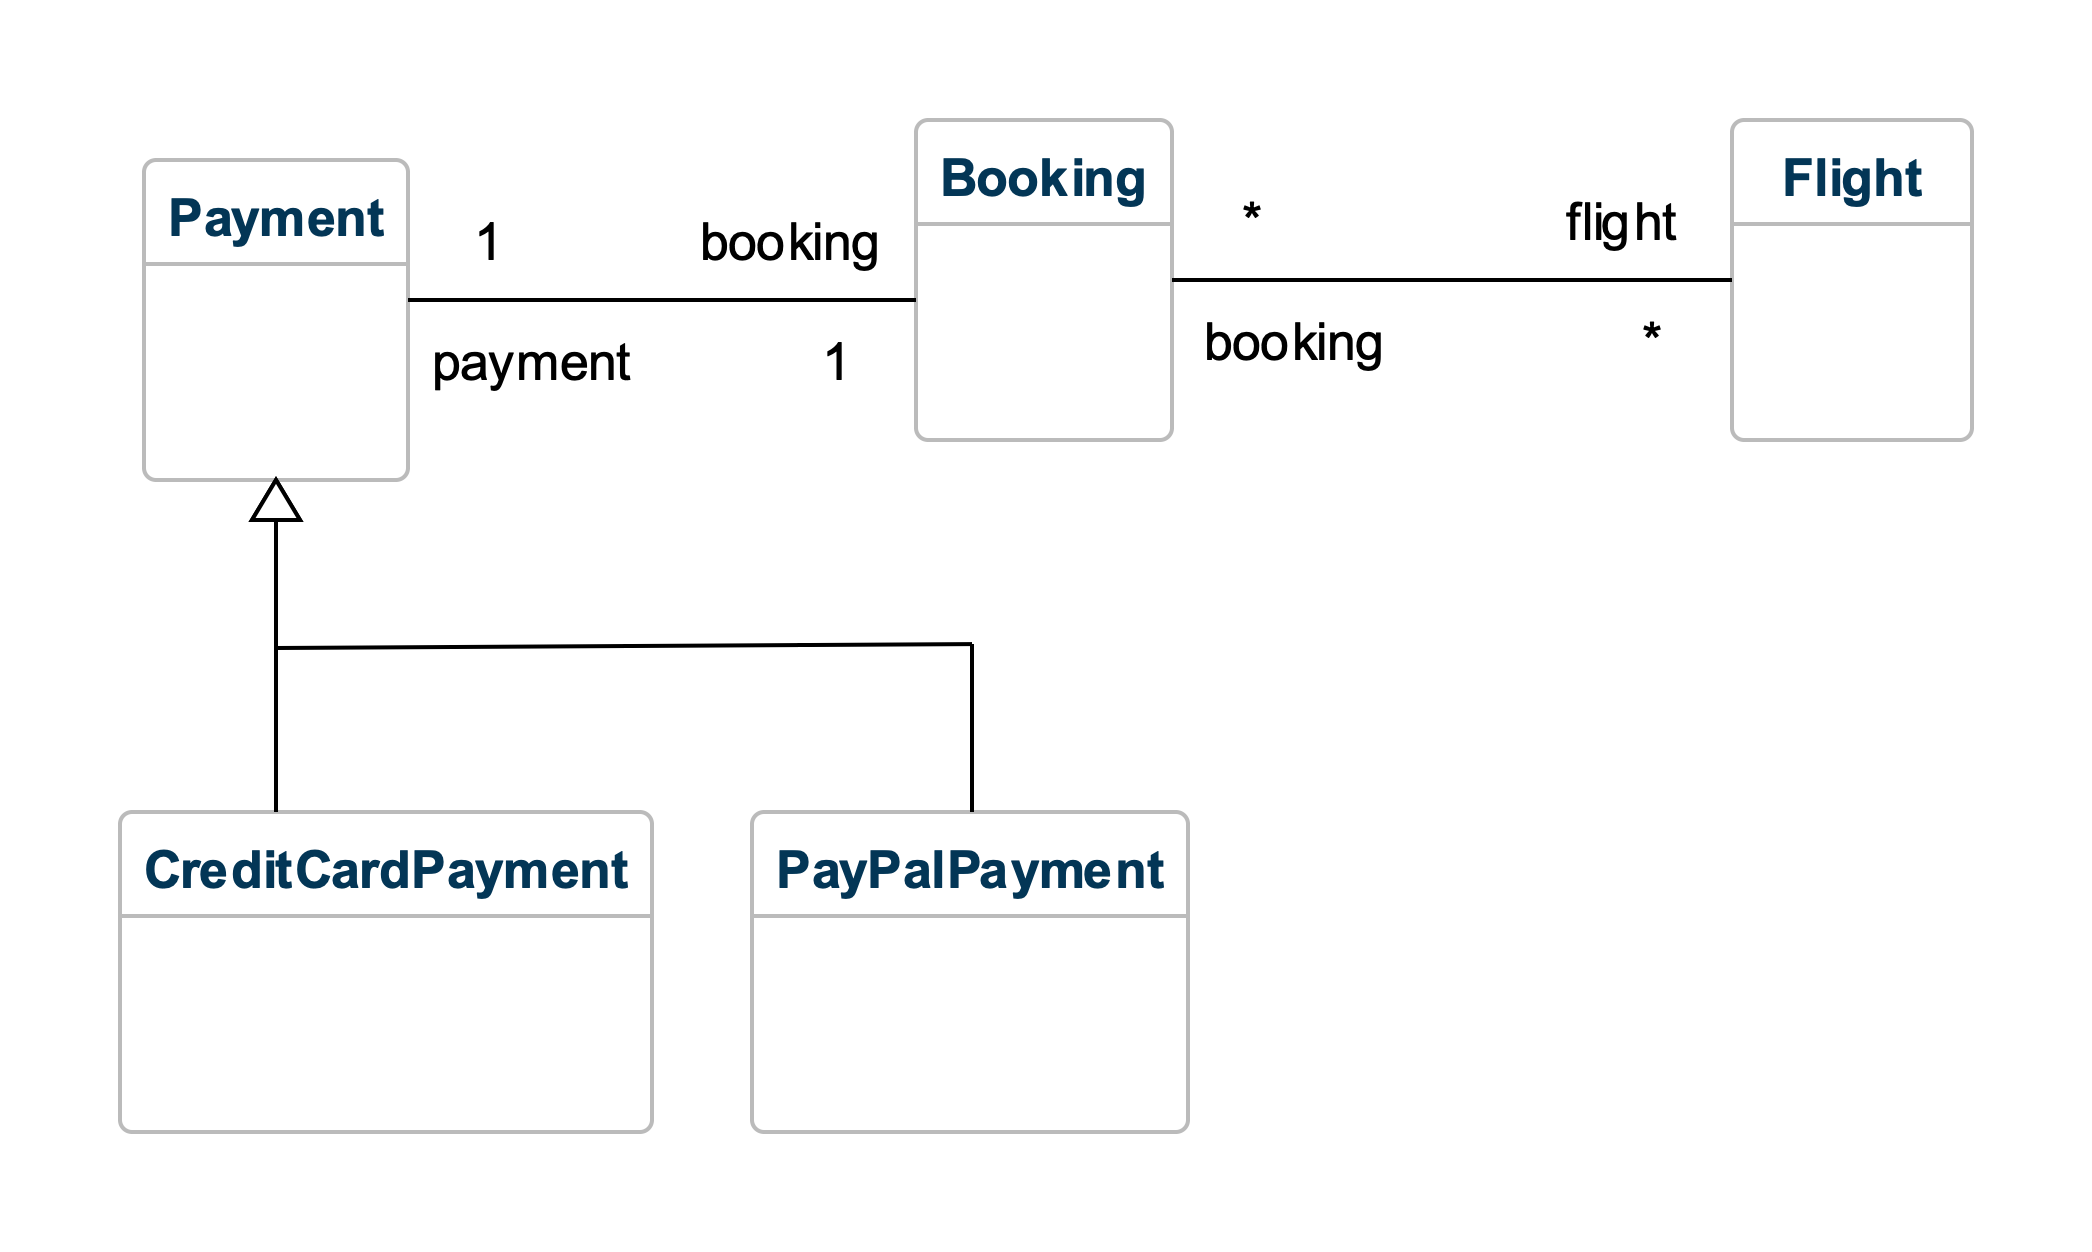 Payment
1
booking
payment
1
Booking
*
flight
booking
*
Flight
CreditCardPayment
PayPalPayment